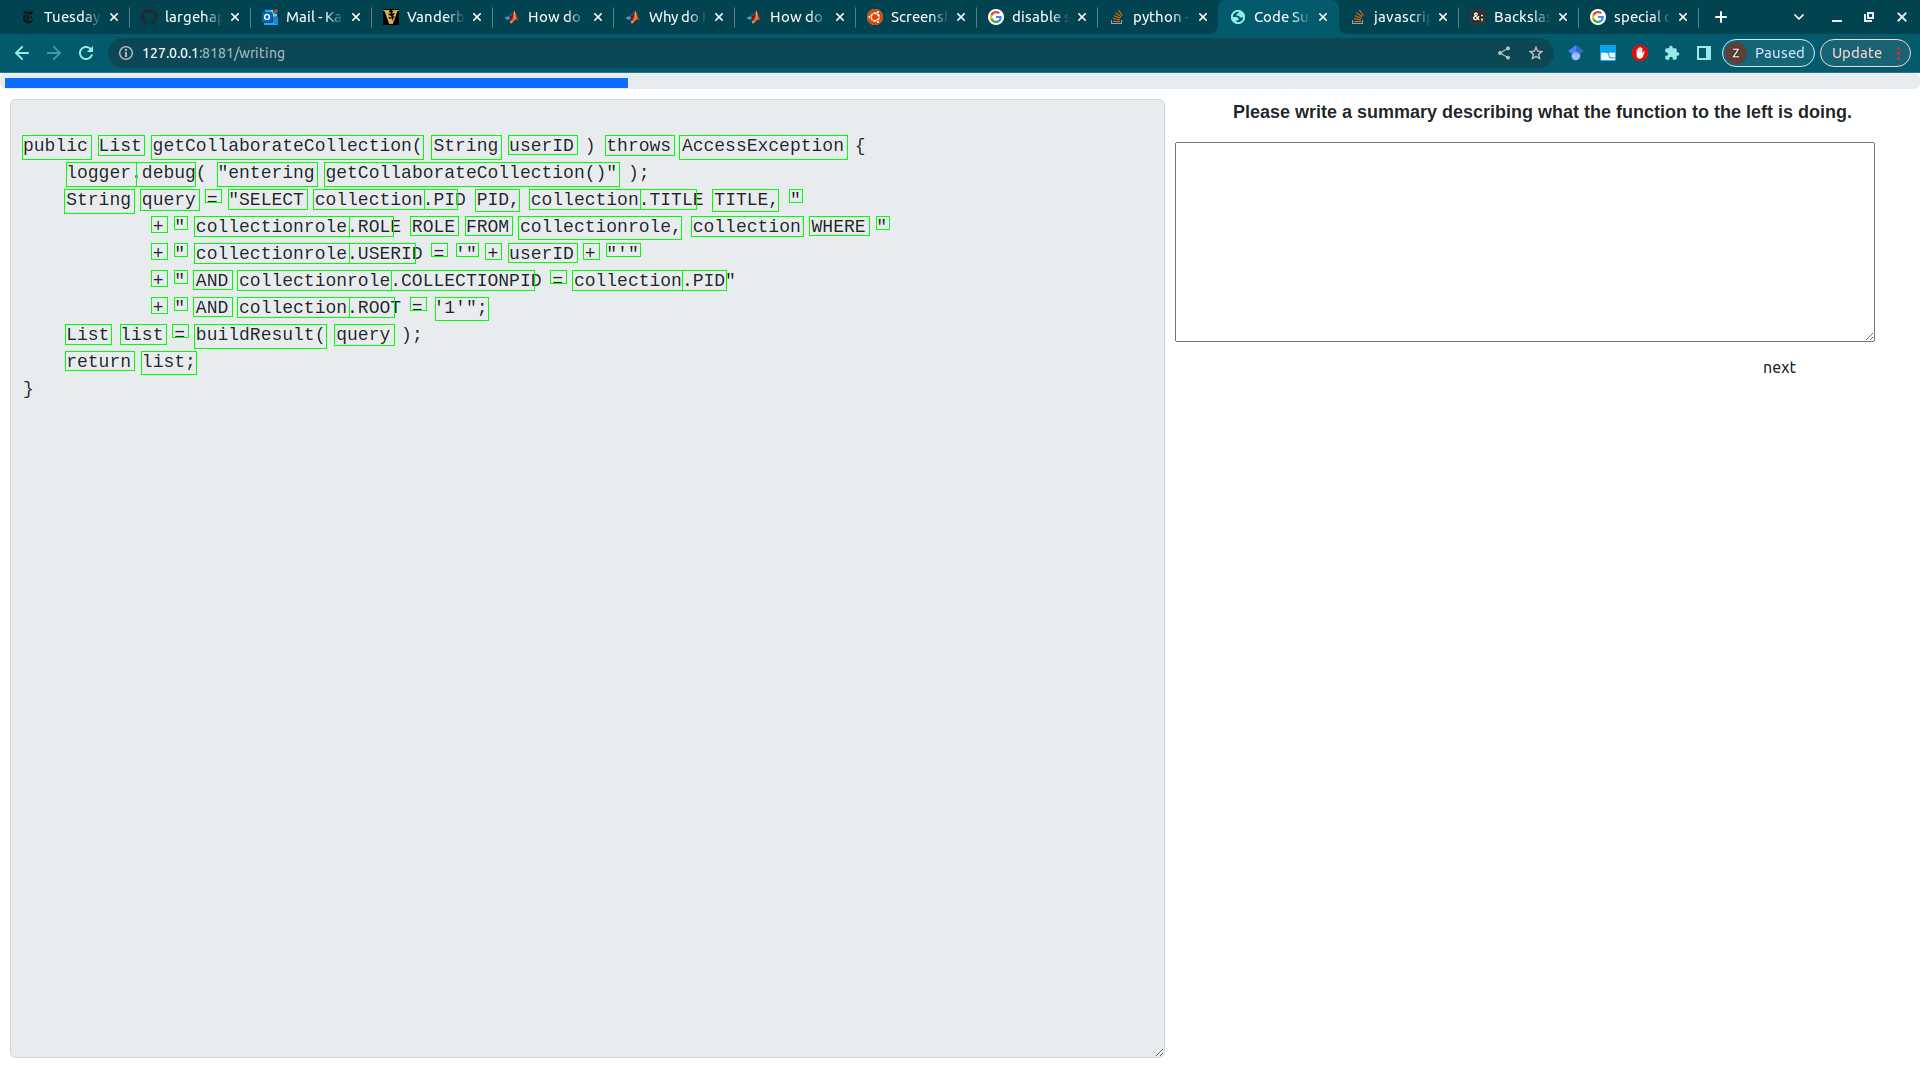 Tuesday
largeha
Mail - Ka
Vanderb
How do
Why do
How do
Screens
disable s
python -
Code Su
javascri
Backsla
special c
127.0.0.1:8181/writing
Z Paused
Update
public List getCollaborateCollection( String userID ) throws AccessException {
logger.debug( "entering getCollaborateCollection()" );
String query = "SELECT collection.PID PID, collection.TITLE TITLE, "
+ " collectionrole.ROLE ROLE FROM collectionrole, collection WHERE "
+ " collectionrole.USERID = '" + userID + "'"
+ " AND collectionrole.COLLECTIONPID = collection.PID"
+ " AND collection.ROOT = '1'";
List list = buildResult( query );
return list;
}
Please write a summary describing what the function to the left is doing.
next